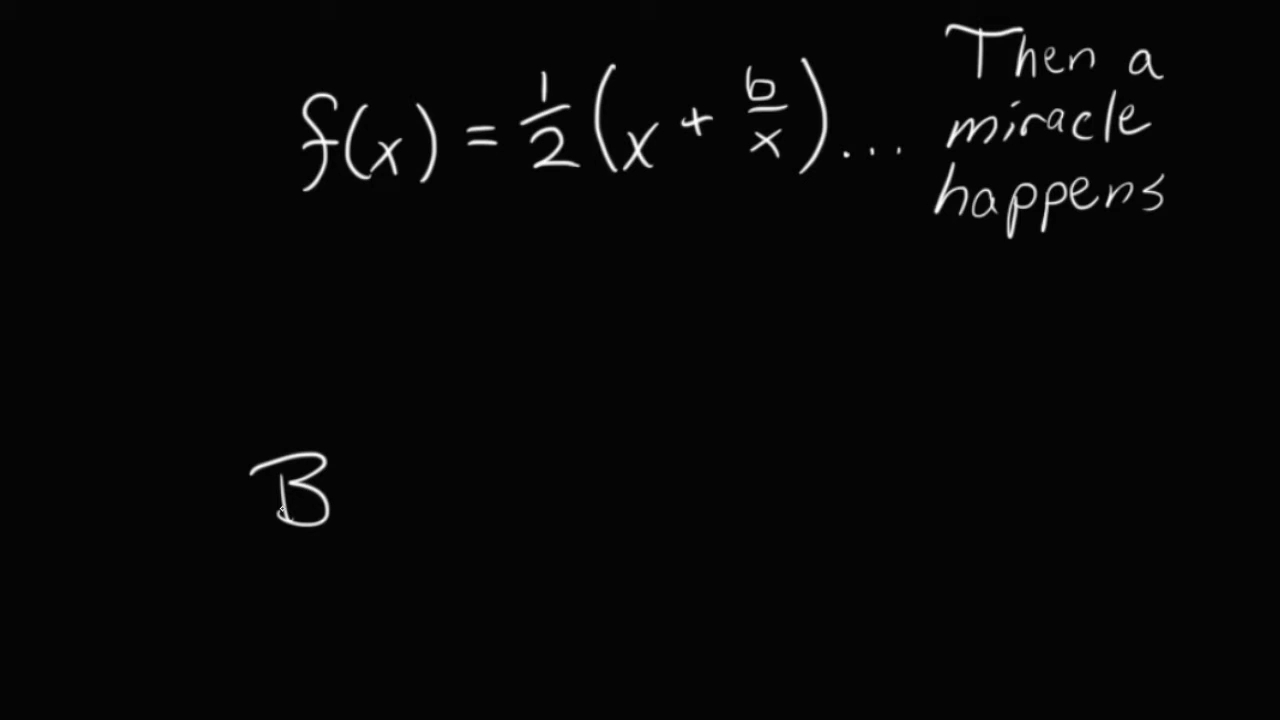 f(x) = 1/2 (x + b/x) ... Then a
miracle
happens
B